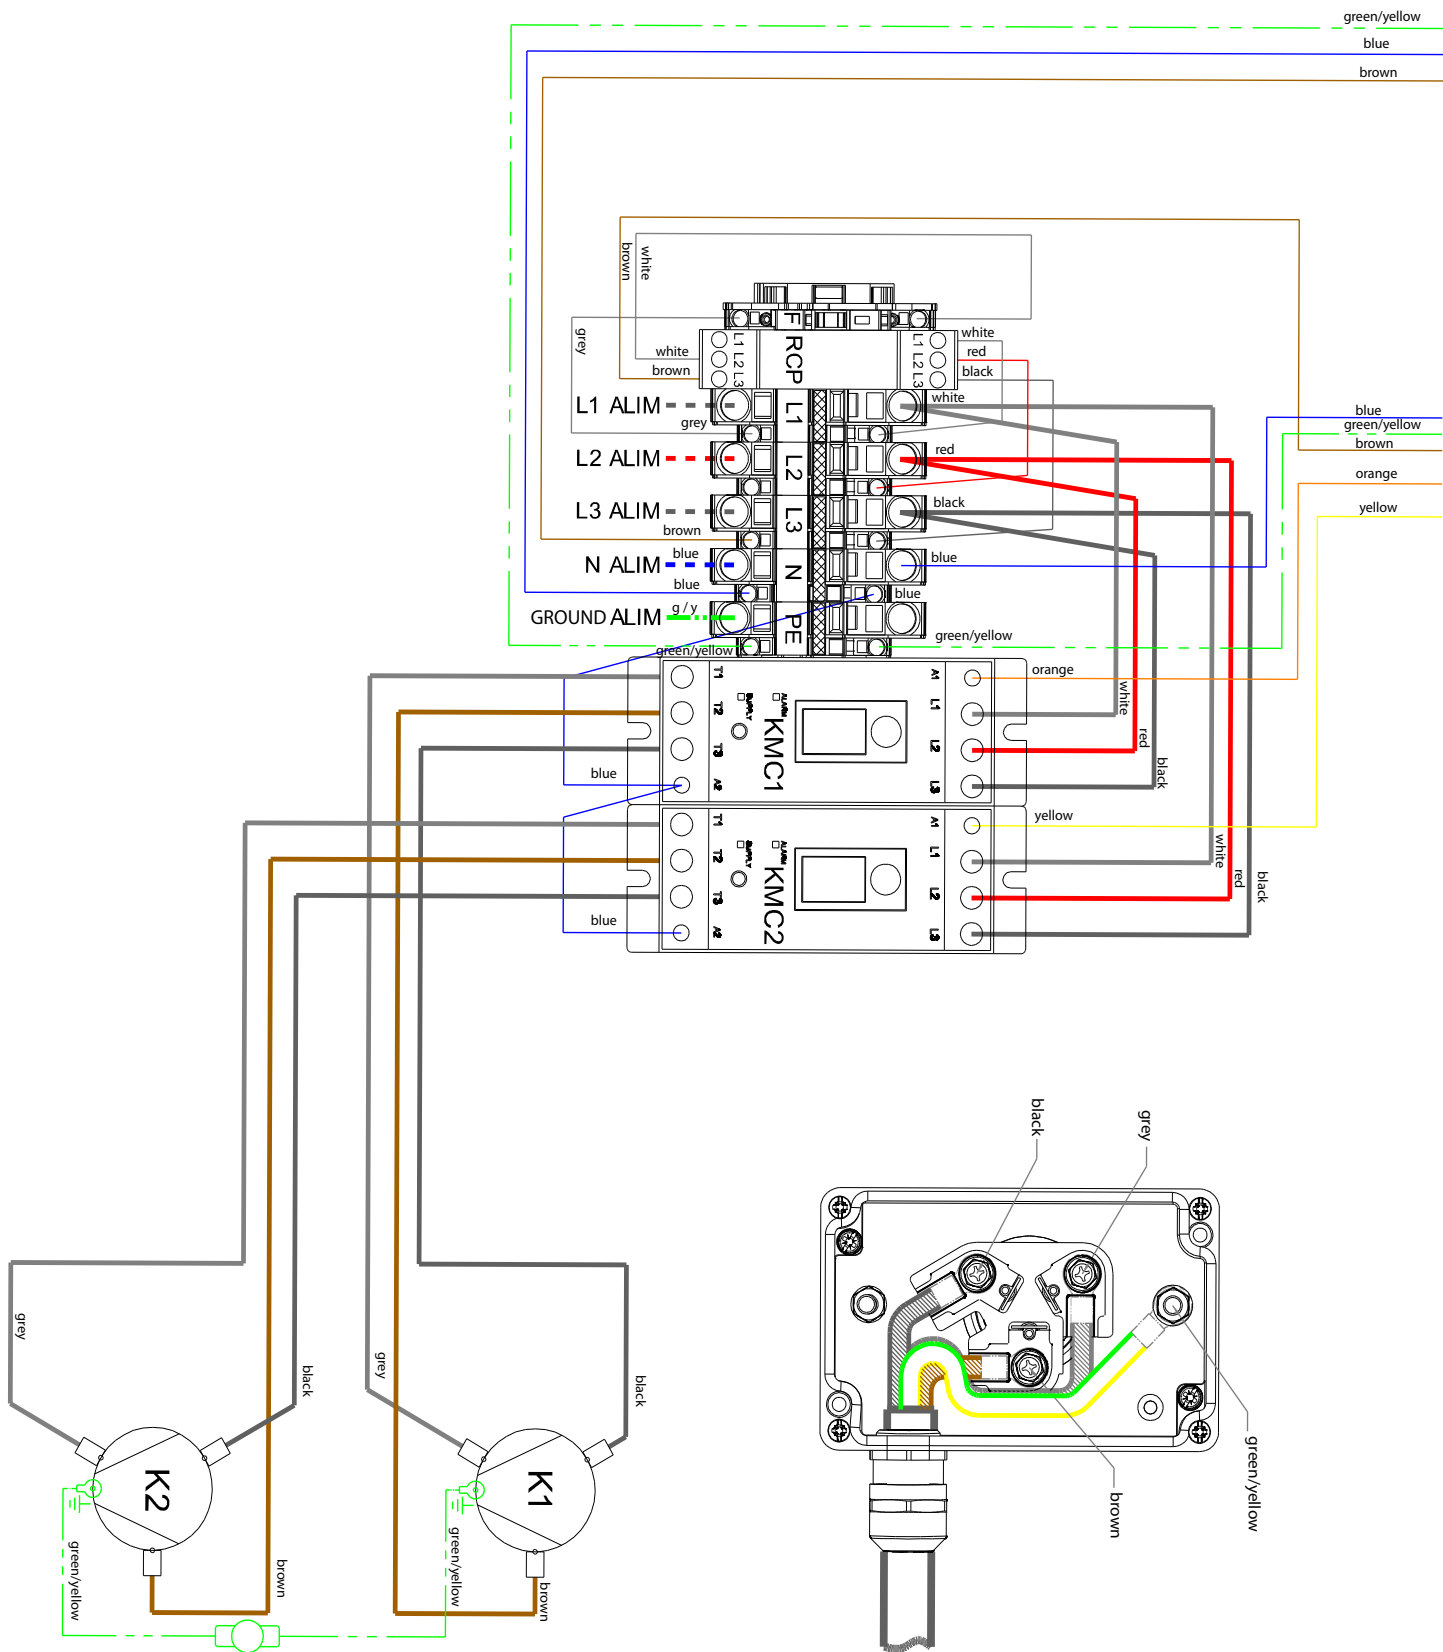 green/yellow
blue
brown
brown
white
F
grey
white
brown
L1
L2
L3
RCP
L1
L2
L3
white
red
black
L1 ALIM
grey
L1
white
L2 ALIM
L2
red
L3 ALIM
brown
L3
black
N ALIM
blue
blue
N
blue
blue
GROUND ALIM
g / y
PE
green/yellow
green/yellow
blue
green/yellow
brown
orange
yellow
T1
T2
T3
A2
SUPPLY
ALARM
KMC1
A1
L1
L2
L3
orange
white
red
black
blue
T1
T2
T3
A2
SUPPLY
ALARM
KMC2
A1
L1
L2
L3
yellow
white
red
black
blue
grey
black
grey
black
K2
K1
green/yellow
brown
green/yellow
brown
black
grey
brown
green/yellow